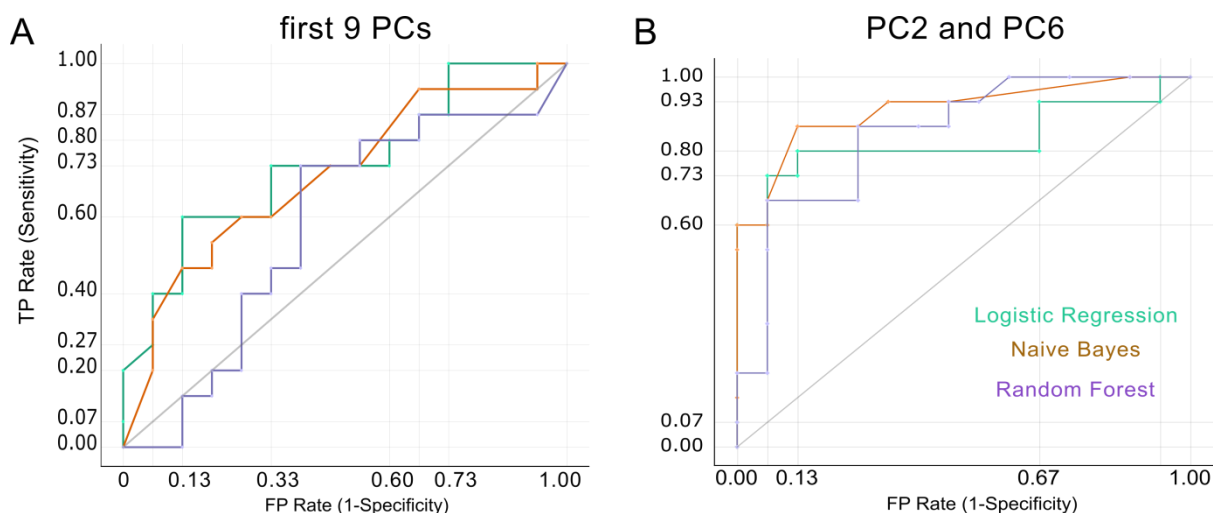 A
first 9 PCs
TP Rate (Sensitivity)
1.00
0.87
0.80
0.73
0.60
0.40
0.27
0.20
0.07
0.00
0
0.13
0.33
0.60
0.73
1.00
FP Rate (1-Specificity)
B
PC2 and PC6
1.00
0.93
0.80
0.73
0.60
0.07
0.00
Logistic Regression
Naive Bayes
Random Forest
0.00
0.13
0.67
1.00
FP Rate (1-Specificity)